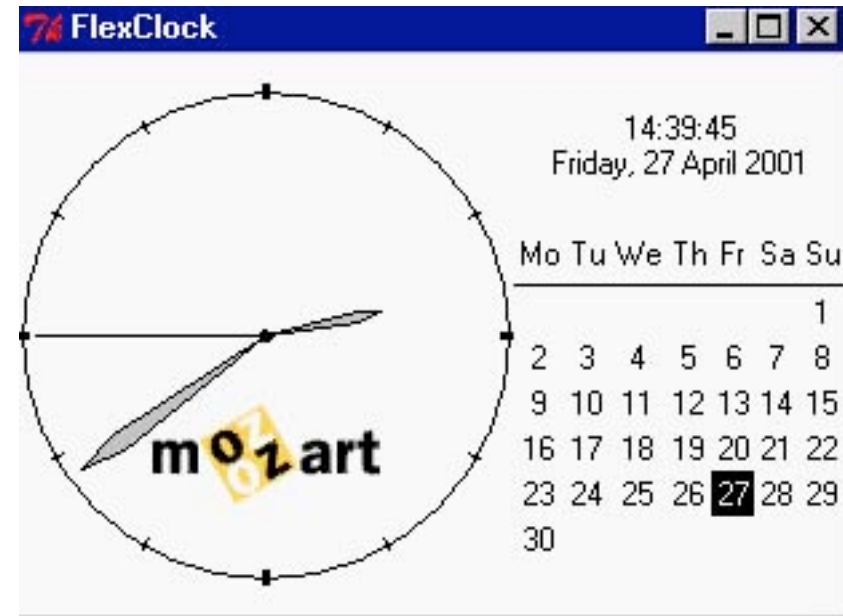 FlexClock
14:39:45
Friday, 27 April 2001
Mo Tu We Th Fr Sa Su
1
2 3 4 5 6 7 8
9 10 11 12 13 14 15
16 17 18 19 20 21 22
23 24 25 26 27 28 29
30
mozart